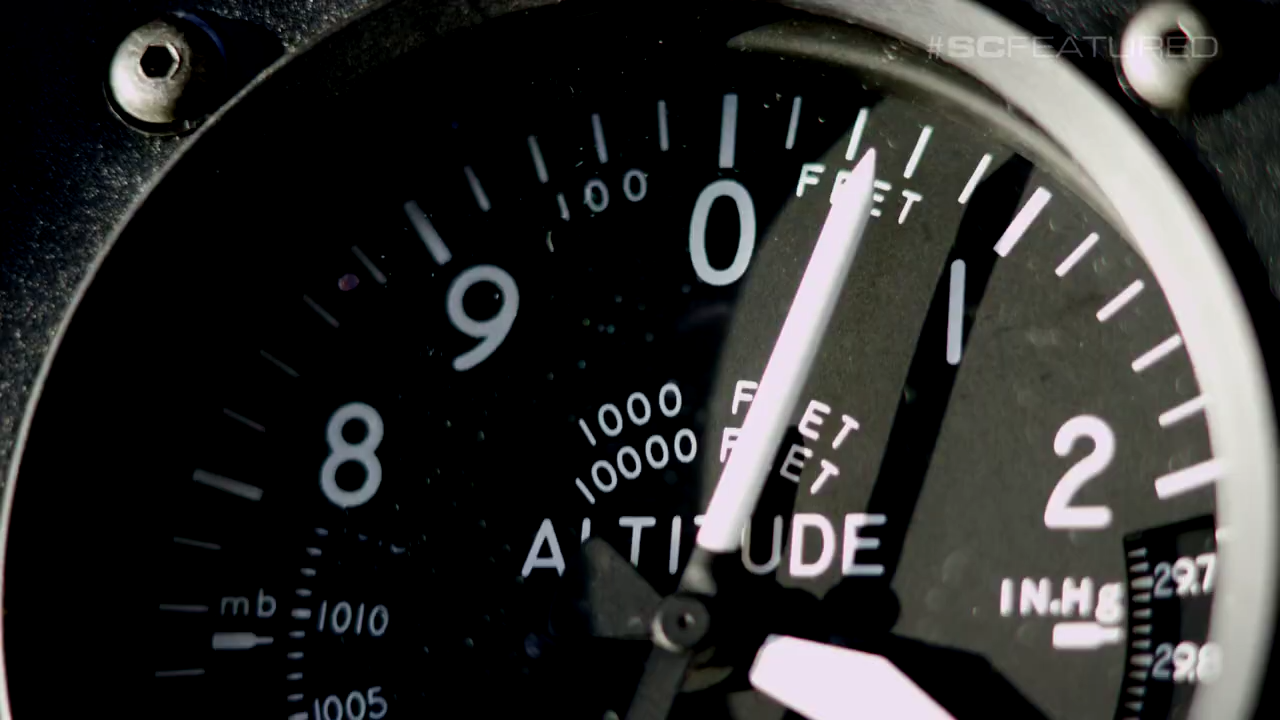 #SCFEATURED
100 FEET
0
9
1
1000 FEET
10000 FEET
8
2
ALTITUDE
29.7
mb
IN.Hg
1010
29.8
1005